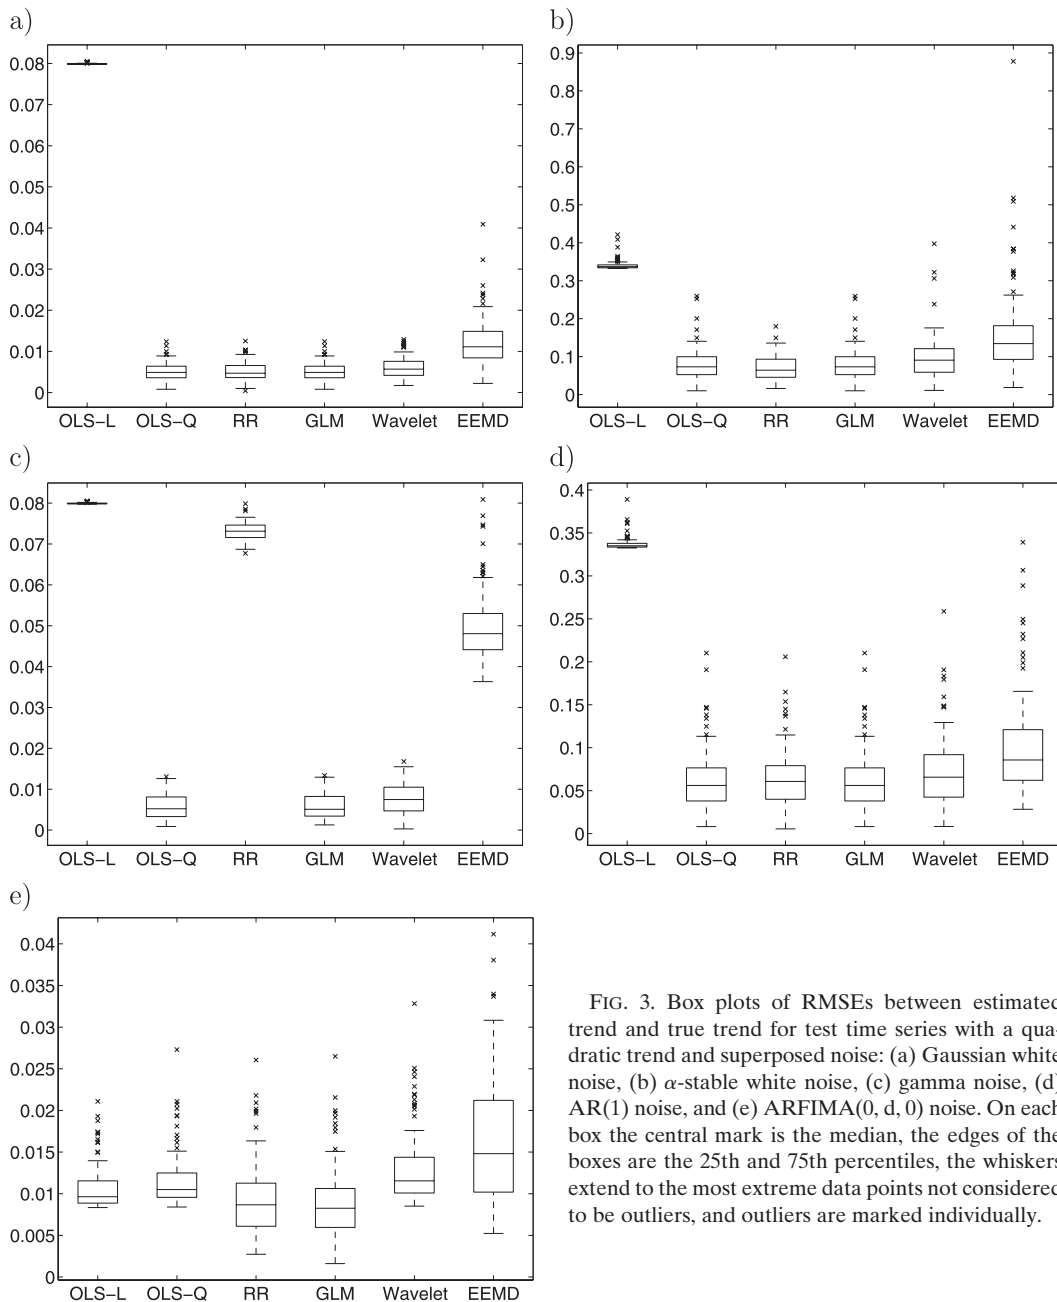 a)
0.08
0.07
0.06
0.05
0.04
0.03
0.02
0.01
0
OLS−L OLS−Q RR GLM Wavelet EEMD
b)
0.9
0.8
0.7
0.6
0.5
0.4
0.3
0.2
0.1
0
OLS−L OLS−Q RR GLM Wavelet EEMD
c)
0.08
0.07
0.06
0.05
0.04
0.03
0.02
0.01
0
OLS−L OLS−Q RR GLM Wavelet EEMD
d)
0.4
0.35
0.3
0.25
0.2
0.15
0.1
0.05
0
OLS−L OLS−Q RR GLM Wavelet EEMD
e)
0.04
0.035
0.03
0.025
0.02
0.015
0.01
0.005
0
OLS−L OLS−Q RR GLM Wavelet EEMD
FIG. 3. Box plots of RMSEs between estimated
trend and true trend for test time series with a qua-
dratic trend and superposed noise: (a) Gaussian white
noise, (b) α-stable white noise, (c) gamma noise, (d)
AR(1) noise, and (e) ARFIMA(0, d, 0) noise. On each
box the central mark is the median, the edges of the
boxes are the 25th and 75th percentiles, the whiskers
extend to the most extreme data points not considered
to be outliers, and outliers are marked individually.